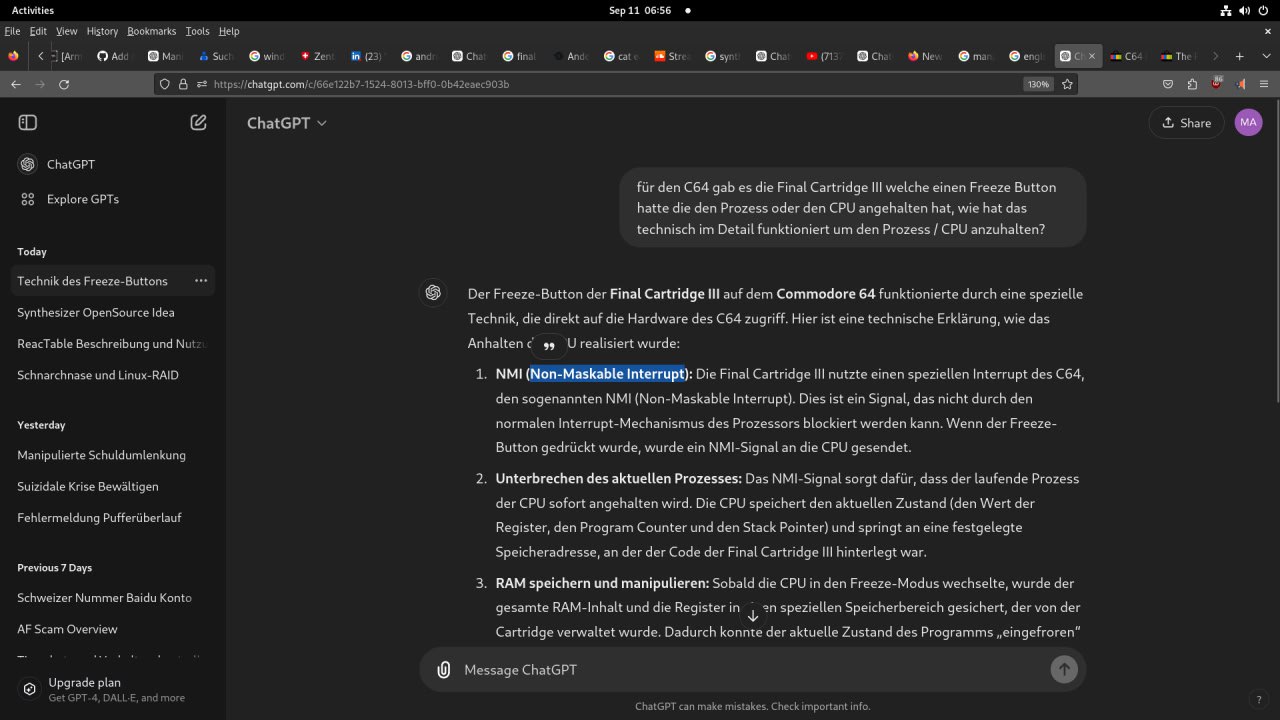 Activities
Sep 11 06:56
File Edit View History Bookmarks Tools Help
[Arm
Add
Mani
Such
wind
Zent
(23)
andr
Chat
final
Ande
cat e
Strea
synt
Chat
(713
Chat
New
man
engl
Ch
C64
The F
https://chatgpt.com/c/66e122b7-1524-8013-bff0-0b42eaec903b
130%
86
ChatGPT
Share
MA
ChatGPT
Explore GPTs
Today
Technik des Freeze-Buttons
Synthesizer OpenSource Idea
ReacTable Beschreibung und Nutzu
Schnarchnase und Linux-RAID
Yesterday
Manipulierte Schuldumlenkung
Suizidale Krise Bewältigen
Fehlermeldung Pufferüberlauf
Previous 7 Days
Schweizer Nummer Baidu Konto
AF Scam Overview
Upgrade plan
Get GPT-4, DALL·E, and more
für den C64 gab es die Final Cartridge III welche einen Freeze Button
hatte die den Prozess oder den CPU angehalten hat, wie hat das
technisch im Detail funktioniert um den Prozess / CPU anzuhalten?
Der Freeze-Button der Final Cartridge III auf dem Commodore 64 funktionierte durch eine spezielle
Technik, die direkt auf die Hardware des C64 zugriff. Hier ist eine technische Erklärung, wie das
Anhalten d U realisiert wurde:
1. NMI (Non-Maskable Interrupt): Die Final Cartridge III nutzte einen speziellen Interrupt des C64,
den sogenannten NMI (Non-Maskable Interrupt). Dies ist ein Signal, das nicht durch den
normalen Interrupt-Mechanismus des Prozessors blockiert werden kann. Wenn der Freeze-
Button gedrückt wurde, wurde ein NMI-Signal an die CPU gesendet.
2. Unterbrechen des aktuellen Prozesses: Das NMI-Signal sorgt dafür, dass der laufende Prozess
der CPU sofort angehalten wird. Die CPU speichert den aktuellen Zustand (den Wert der
Register, den Program Counter und den Stack Pointer) und springt an eine festgelegte
Speicheradresse, an der der Code der Final Cartridge III hinterlegt war.
3. RAM speichern und manipulieren: Sobald die CPU in den Freeze-Modus wechselte, wurde der
gesamte RAM-Inhalt und die Register in en speziellen Speicherbereich gesichert, der von der
Cartridge verwaltet wurde. Dadurch konnte der aktuelle Zustand des Programms „eingefroren“
Message ChatGPT
ChatGPT can make mistakes. Check important info.
?